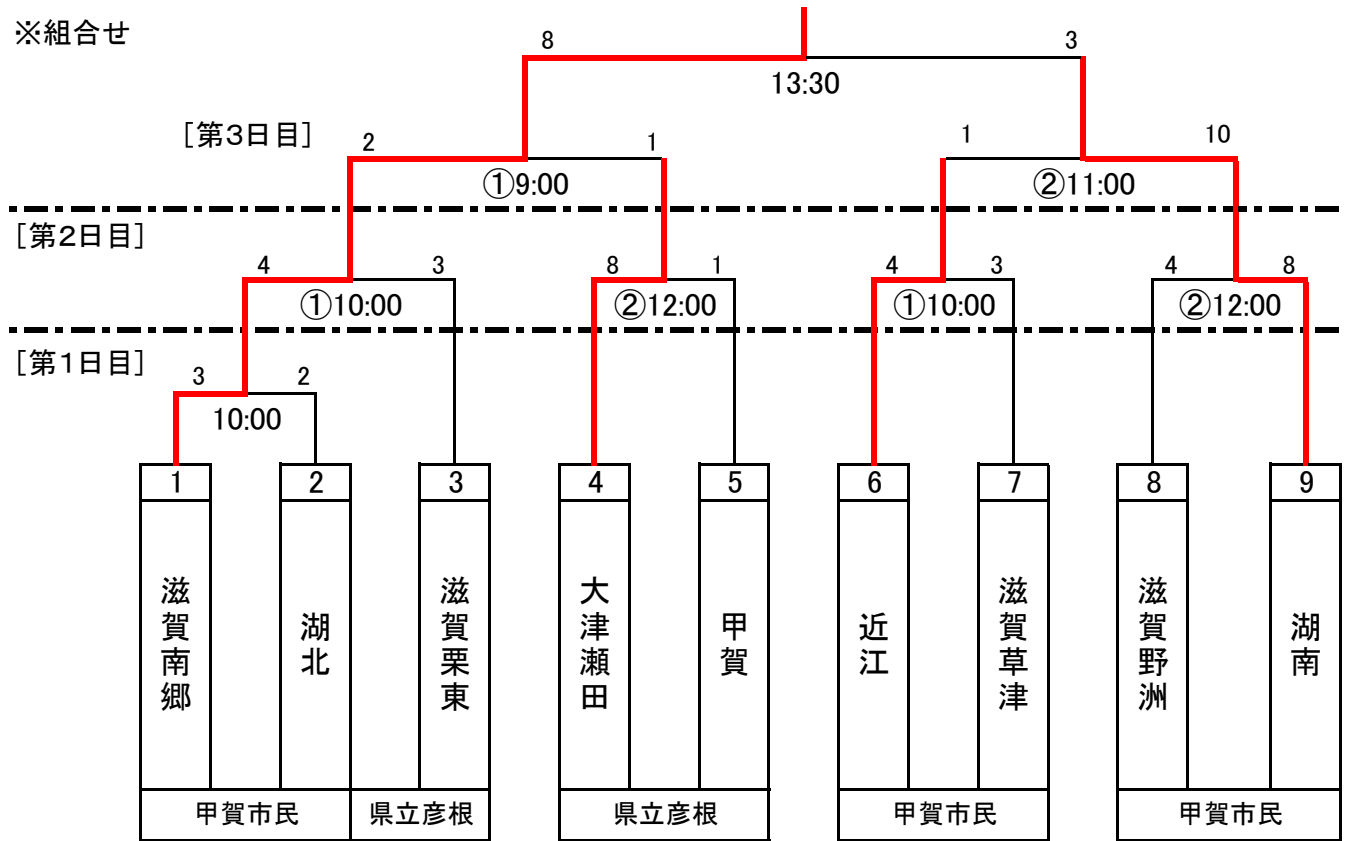 ※組合せ
8
3
13:30
[第3日目]
2
1
1
10
①9:00
②11:00
[第2日目]
4
3
8
1
4
3
4
8
①10:00
②12:00
①10:00
②12:00
[第1日目]
3
2
10:00
1
2
3
4
5
6
7
8
9
滋賀南郷
湖北
滋賀栗東
大津瀬田
甲賀
近江
滋賀草津
滋賀野洲
湖南
甲賀市民
県立彦根
県立彦根
甲賀市民
甲賀市民